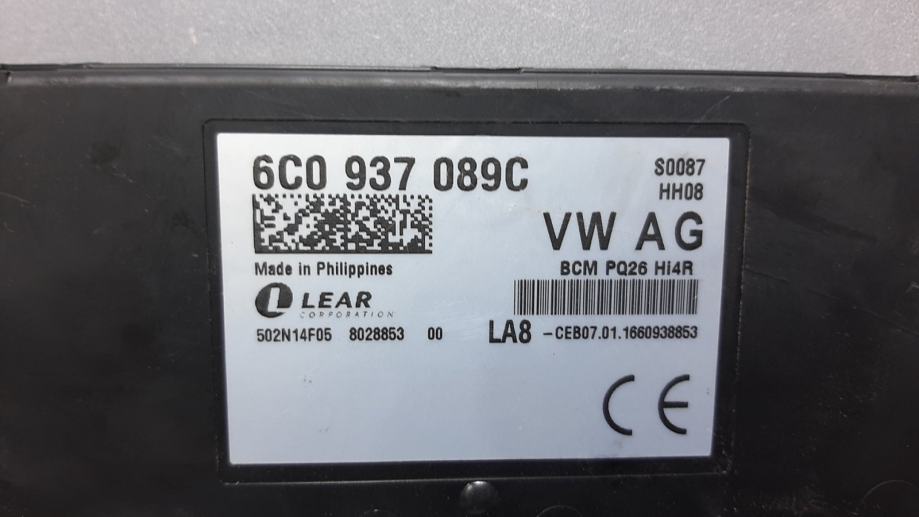 6C0 937 089C
S0087
HH08
VW AG
Made in Philippines
BCM PQ26 Hi4R
LEAR
CORPORATION
502N14F05 8028853 00 LA8 -CEB07.01.1660938853
CE